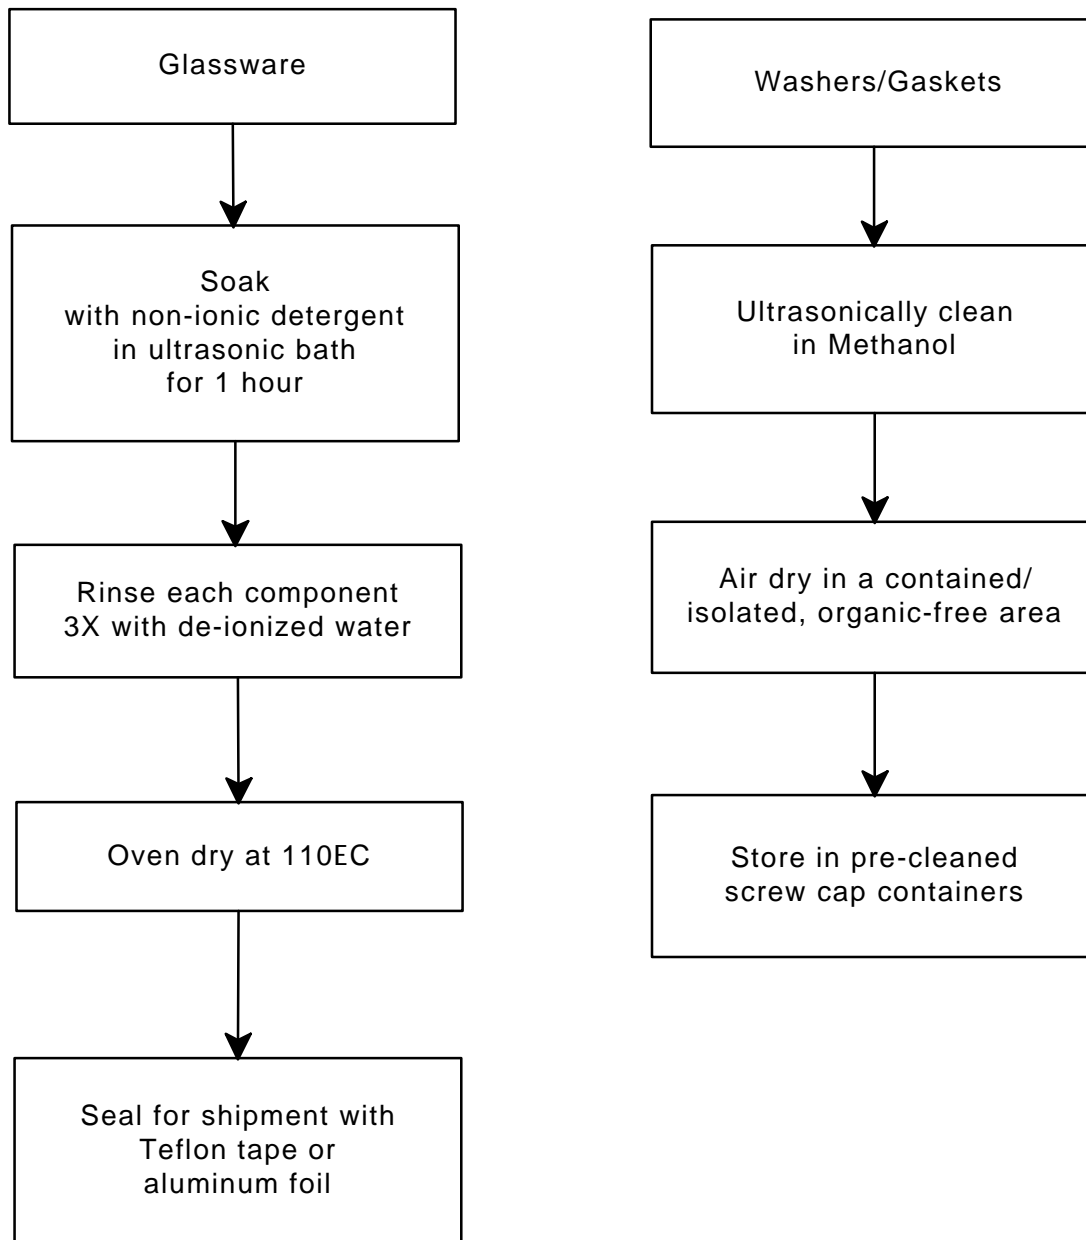 Glassware
Soak
with non-ionic detergent
in ultrasonic bath
for 1 hour
Rinse each component
3X with de-ionized water
Oven dry at 110EC
Seal for shipment with
Teflon tape or
aluminum foil
Washers/Gaskets
Ultrasonically clean
in Methanol
Air dry in a contained/
isolated, organic-free area
Store in pre-cleaned
screw cap containers